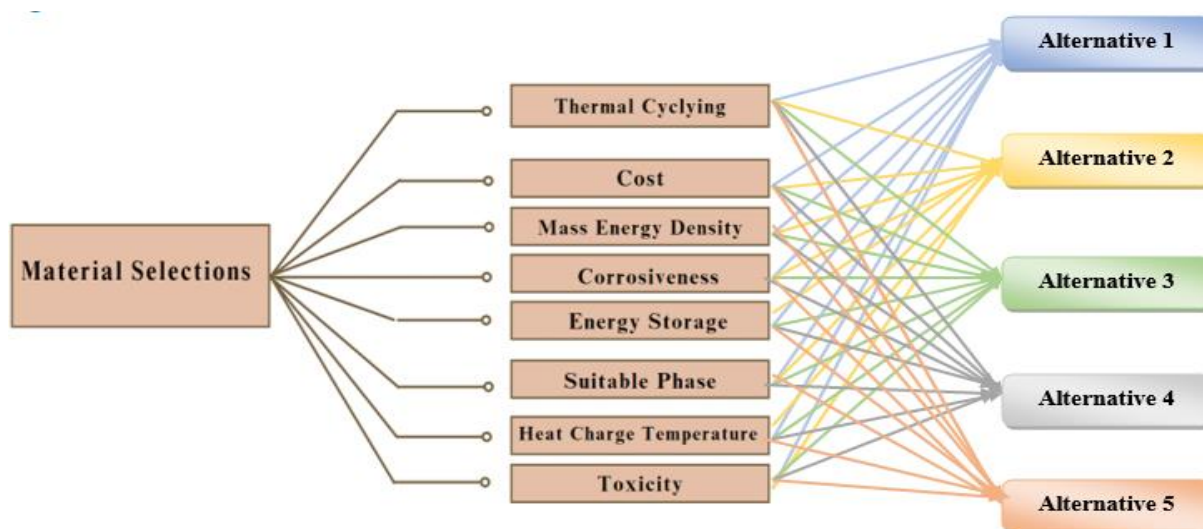 Material Selections
Thermal Cyclying
Cost
Mass Energy Density
Corrosiveness
Energy Storage
Suitable Phase
Heat Charge Temperature
Toxicity
Alternative 1
Alternative 2
Alternative 3
Alternative 4
Alternative 5